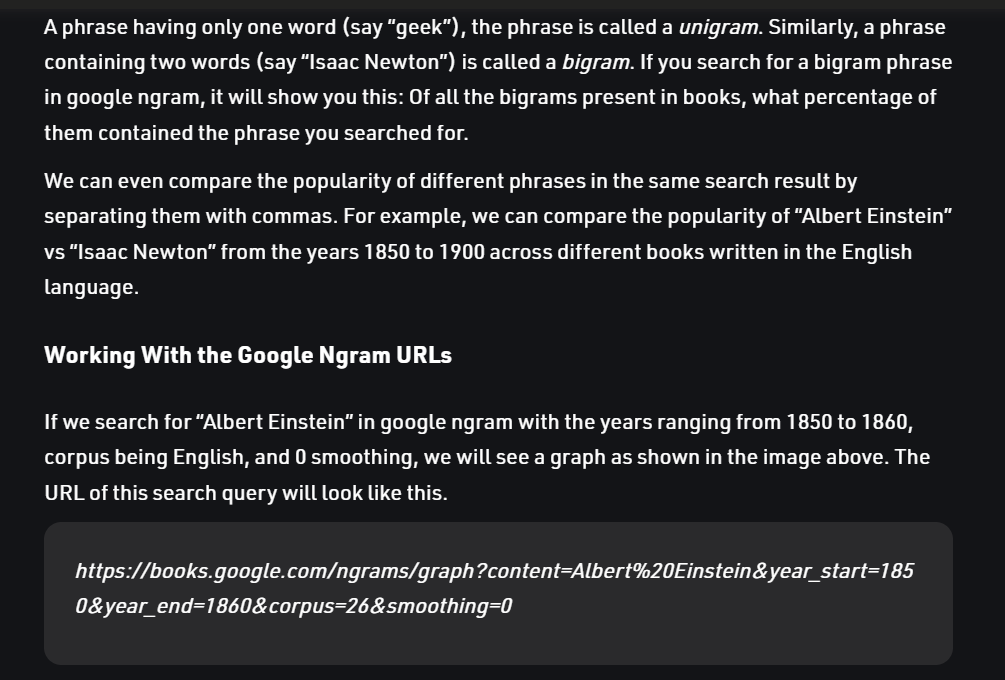 A phrase having only one word (say “geek”), the phrase is called a unigram. Similarly, a phrase
containing two words (say “Isaac Newton”) is called a bigram. If you search for a bigram phrase
in google ngram, it will show you this: Of all the bigrams present in books, what percentage of
them contained the phrase you searched for.
We can even compare the popularity of different phrases in the same search result by
separating them with commas. For example, we can compare the popularity of “Albert Einstein”
vs “Isaac Newton” from the years 1850 to 1900 across different books written in the English
language.
Working With the Google Ngram URLs
If we search for “Albert Einstein” in google ngram with the years ranging from 1850 to 1860,
corpus being English, and 0 smoothing, we will see a graph as shown in the image above. The
URL of this search query will look like this.
https://books.google.com/ngrams/graph?content=Albert%20Einstein&year_start=185
0&year_end=1860&corpus=26&smoothing=0